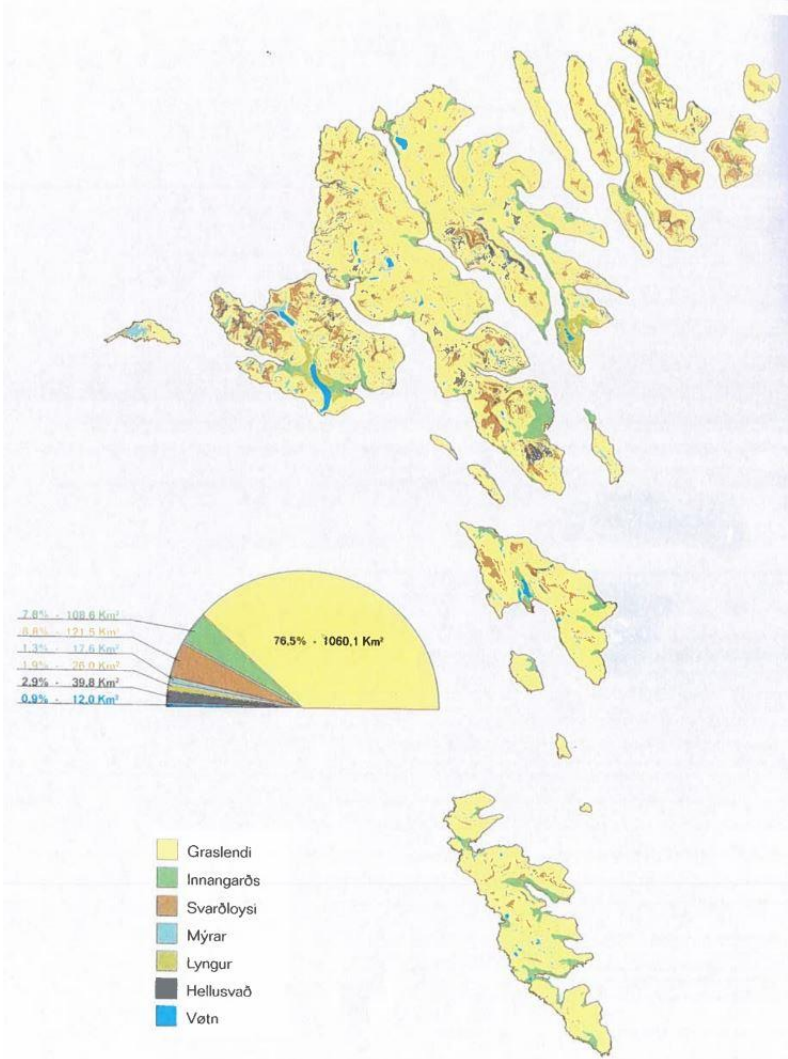 7.8% - 108.6 Km²
8.8% - 121.5 Km²
1.3% - 17.6 Km²
1.9% - 26.0 Km²
2,9% - 39,8 Km²
0,9% - 12,0 Km²
76,5% - 1060,1 Km²
Graslendi
Innangarðs
Svarðloysi
Mýrar
Lyngur
Hellusvað
Vøtn